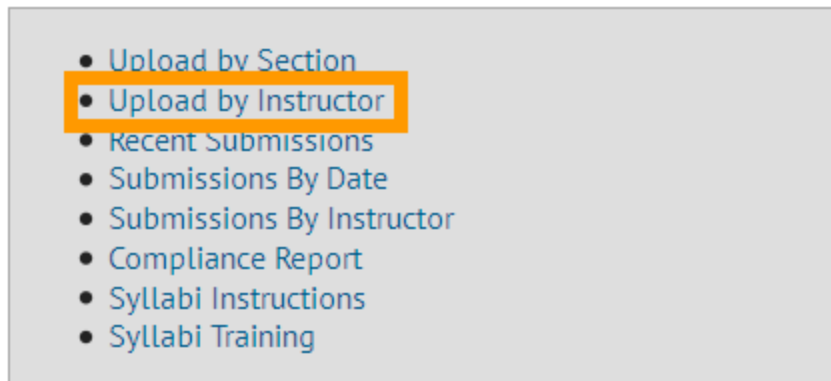 Upload by Section
Upload by Instructor
Recent Submissions
Submissions By Date
Submissions By Instructor
Compliance Report
Syllabi Instructions
Syllabi Training